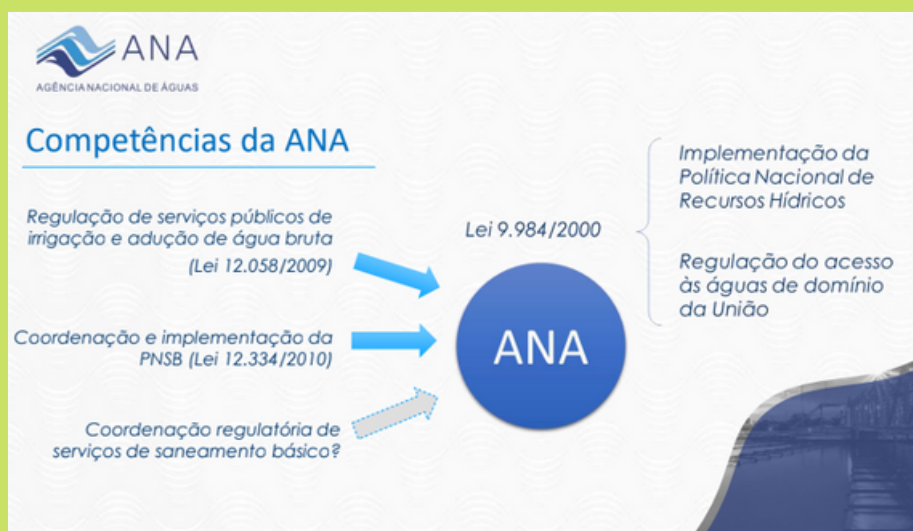 ANA
AGÊNCIA NACIONAL DE ÁGUAS
Competências da ANA
Regulação de serviços públicos de
irrigação e adução de água bruta
(Lei 12.058/2009)
Coordenação e implementação da
PNSB (Lei 12.334/2010)
Coordenação regulatória de
serviços de saneamento básico?
Lei 9.984/2000
ANA
Implementação da
Política Nacional de
Recursos Hídricos
Regulação do acesso
às águas de domínio
da União